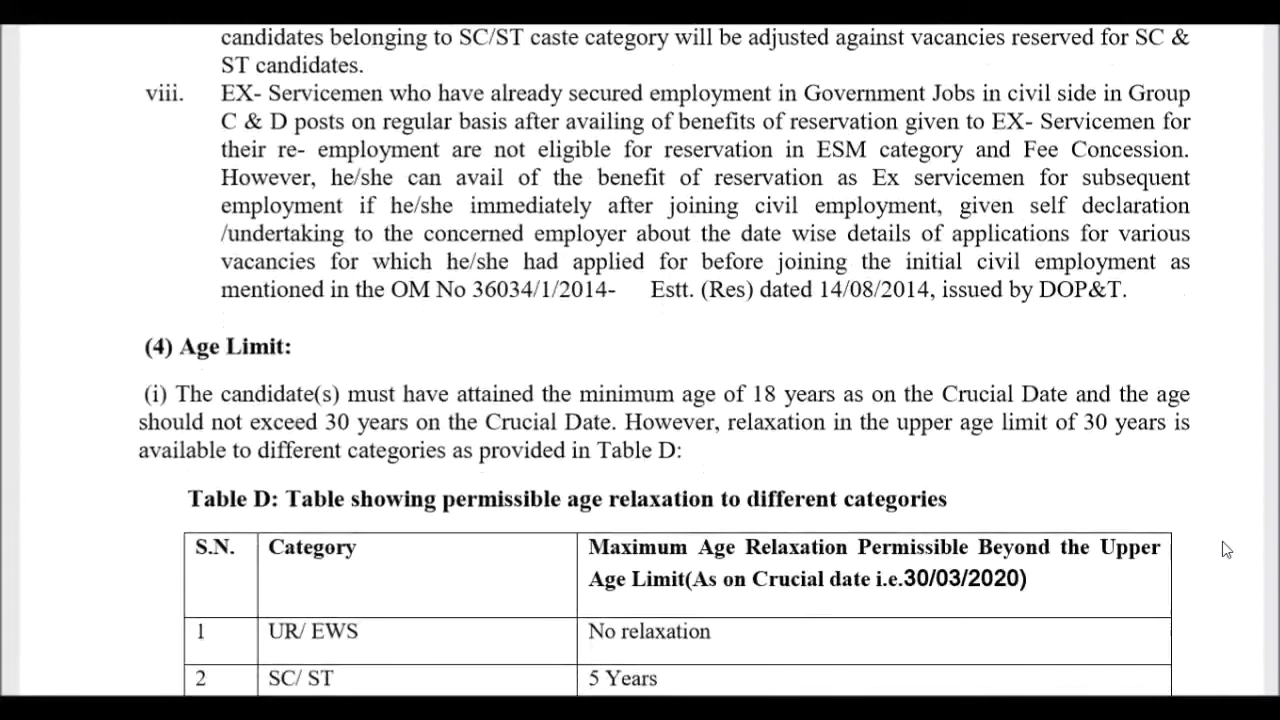 candidates belonging to SC/ST caste category will be adjusted against vacancies reserved for SC &
ST candidates.
viii. EX- Servicemen who have already secured employment in Government Jobs in civil side in Group
C & D posts on regular basis after availing of benefits of reservation given to EX- Servicemen for
their re- employment are not eligible for reservation in ESM category and Fee Concession.
However, he/she can avail of the benefit of reservation as Ex servicemen for subsequent
employment if he/she immediately after joining civil employment, given self declaration
/undertaking to the concerned employer about the date wise details of applications for various
vacancies for which he/she had applied for before joining the initial civil employment as
mentioned in the OM No 36034/1/2014- Estt. (Res) dated 14/08/2014, issued by DOP&T.
(4) Age Limit:
(i) The candidate(s) must have attained the minimum age of 18 years as on the Crucial Date and the age
should not exceed 30 years on the Crucial Date. However, relaxation in the upper age limit of 30 years is
available to different categories as provided in Table D:
Table D: Table showing permissible age relaxation to different categories
S.N. Category Maximum Age Relaxation Permissible Beyond the Upper
Age Limit(As on Crucial date i.e.30/03/2020)
1 UR/ EWS No relaxation
2 SC/ ST 5 Years